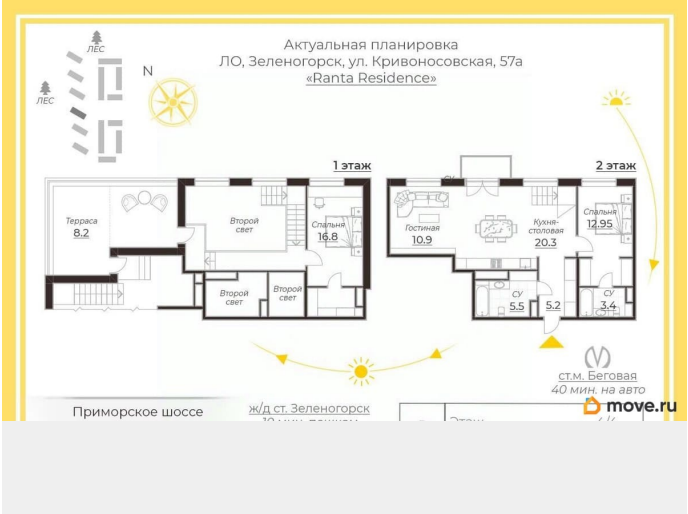 Актуальная планировка
ЛО, Зеленогорск, ул. Кривоносовская, 57а
«Ranta Residence»
ЛЕС
ЛЕС
N
1 этаж
Терраса
8.2
Второй
свет
Спальня
16.8
Второй
свет
Второй
свет
2 этаж
Гостиная
10.9
Кухня-
столовая
20.3
Спальня
12.95
СУ
5.5
5.2
СУ
3.4
ст.м. Беговая
40 мин. на авто
move.ru
Приморское шоссе
ж/д ст. Зеленогорск